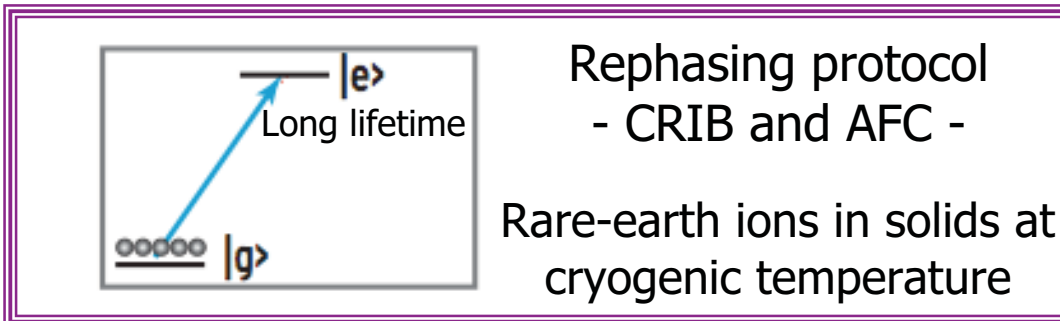 |e>
Long lifetime
|g>
Rephasing protocol
- CRIB and AFC -
Rare-earth ions in solids at
cryogenic temperature